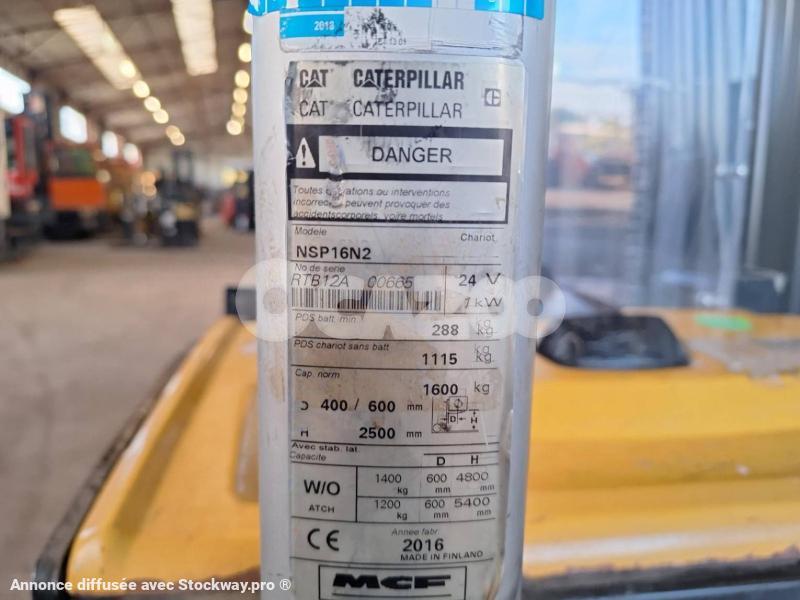 2018
CAT CATERPILLAR
CAT CATERPILLAR
DANGER
Toutes ou interventions
peuvent provoquer des
accidents corporels, voire mortels
Modele Chariot
NSP16N2
No de serie
RTB12A 00665 24 V
1 kW
PDS batt. min. 288 kg kg
PDS chariot sans batt 1115 kg kg
Cap. norm 1600 kg
D 400 / 600 mm
D H
H 2500 mm
Avec stab. lat.
Capacite D H
W/O ATCH
1400 kg 600 mm 4800 mm
1200 kg 600 mm 5400 mm
CE
Annee fabr.
2016
MADE IN FINLAND
MCF
Annonce diffusée avec Stockway.pro ®